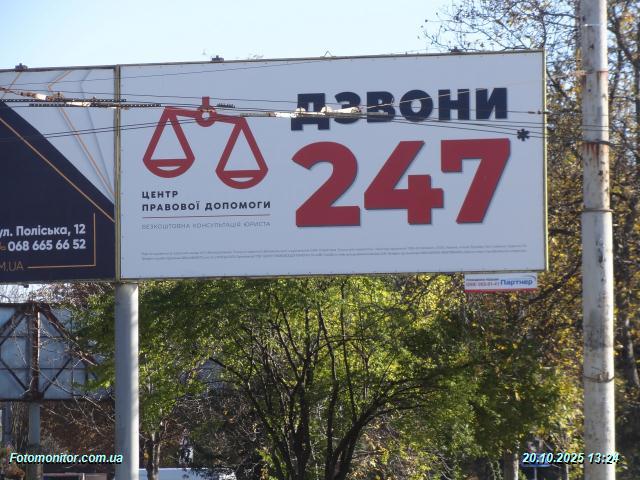 ДЗВОНИ
247*
ЦЕНТР
ПРАВОВОЇ ДОПОМОГИ
БЕЗКОШТОВНА КОНСУЛЬТАЦІЯ ЮРИСТА
ул. Поліська, 12
068 665 66 52
M.UA
Партнер
Fotomonitor.com.ua
20.10.2025 13:24